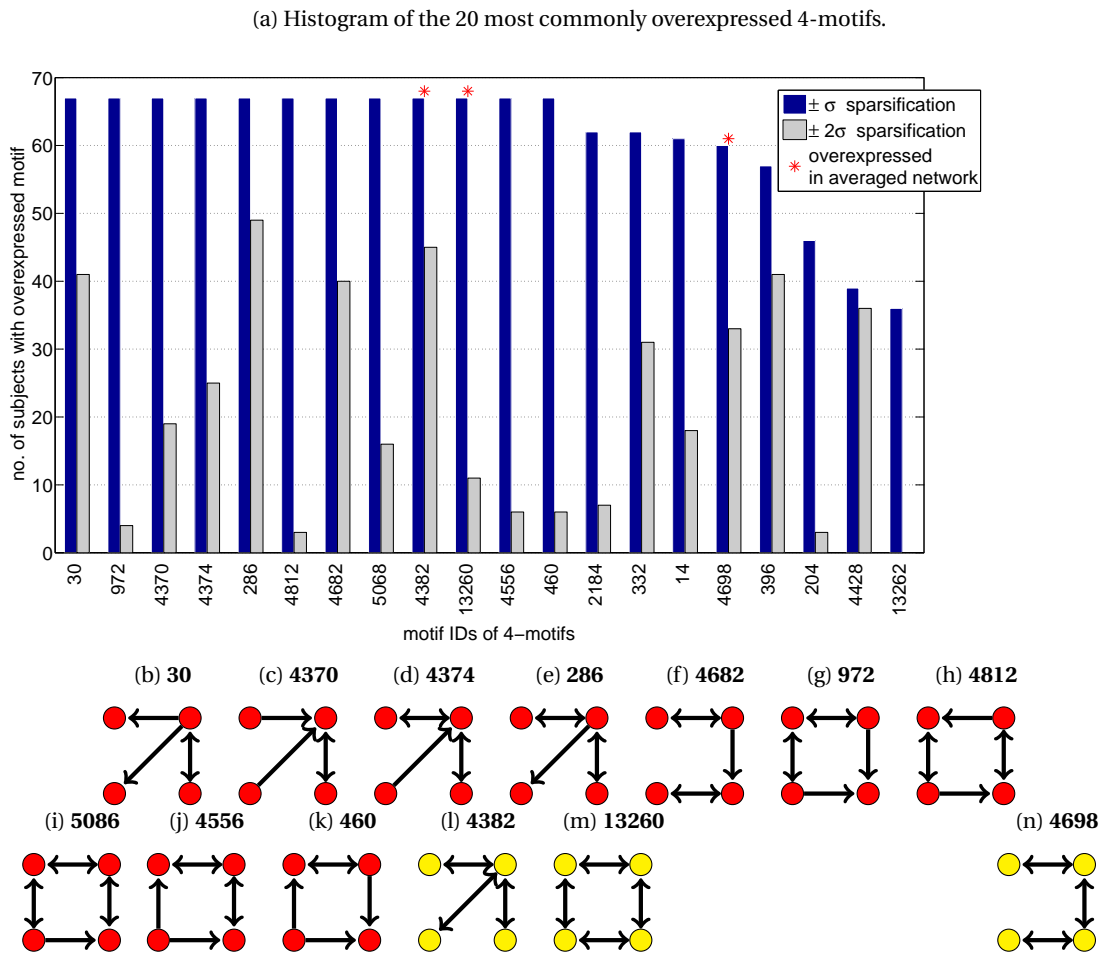 (a) Histogram of the 20 most commonly overexpressed 4-motifs.
70
60
50
40
30
20
10
0
no. of subjects with overexpressed motif
± σ sparsification
± 2σ sparsification
overexpressed
in averaged network
30 972 4370 4374 286 4812 4682 5068 4382 13260 4556 460 2184 332 14 4698 396 204 4428 13262
motif IDs of 4−motifs
(b) 30 (c) 4370 (d) 4374 (e) 286 (f) 4682 (g) 972 (h) 4812
(i) 5086 (j) 4556 (k) 460 (l) 4382 (m) 13260 (n) 4698